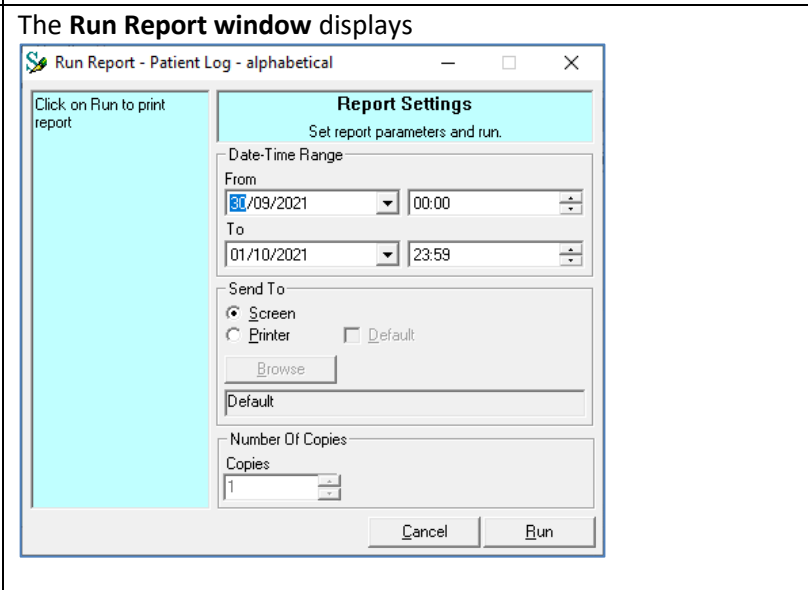 The Run Report window displays
Run Report - Patient Log - alphabetical
Click on Run to print
report
Report Settings
Set report parameters and run.
Date-Time Range
From
30/09/2021 00:00
To
01/10/2021 23:59
Send To
Screen
Printer Default
Browse
Default
Number Of Copies
Copies
1
Cancel Run